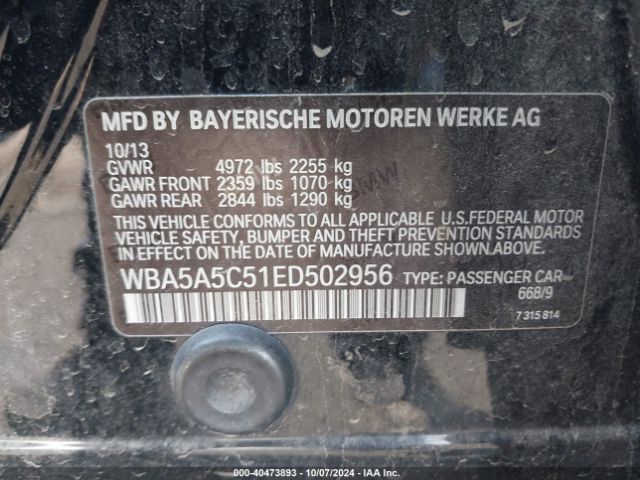 MFD BY BAYERISCHE MOTOREN WERKE AG
10/13
GVWR 4972 lbs 2255 kg
GAWR FRONT 2359 lbs 1070 kg
GAWR REAR 2844 lbs 1290 kg
THIS VEHICLE CONFORMS TO ALL APPLICABLE U.S.FEDERAL MOTOR
VEHICLE SAFETY, BUMPER AND THEFT PREVENTION STANDARDS
IN EFFECT ON THE DATE OF MANUFACTURE SHOWN ABOVE.
WBA5A5C51ED502956 TYPE: PASSENGER CAR
668/9
7 315 814
000-40473893 - 10/07/2024 - IAA Inc.